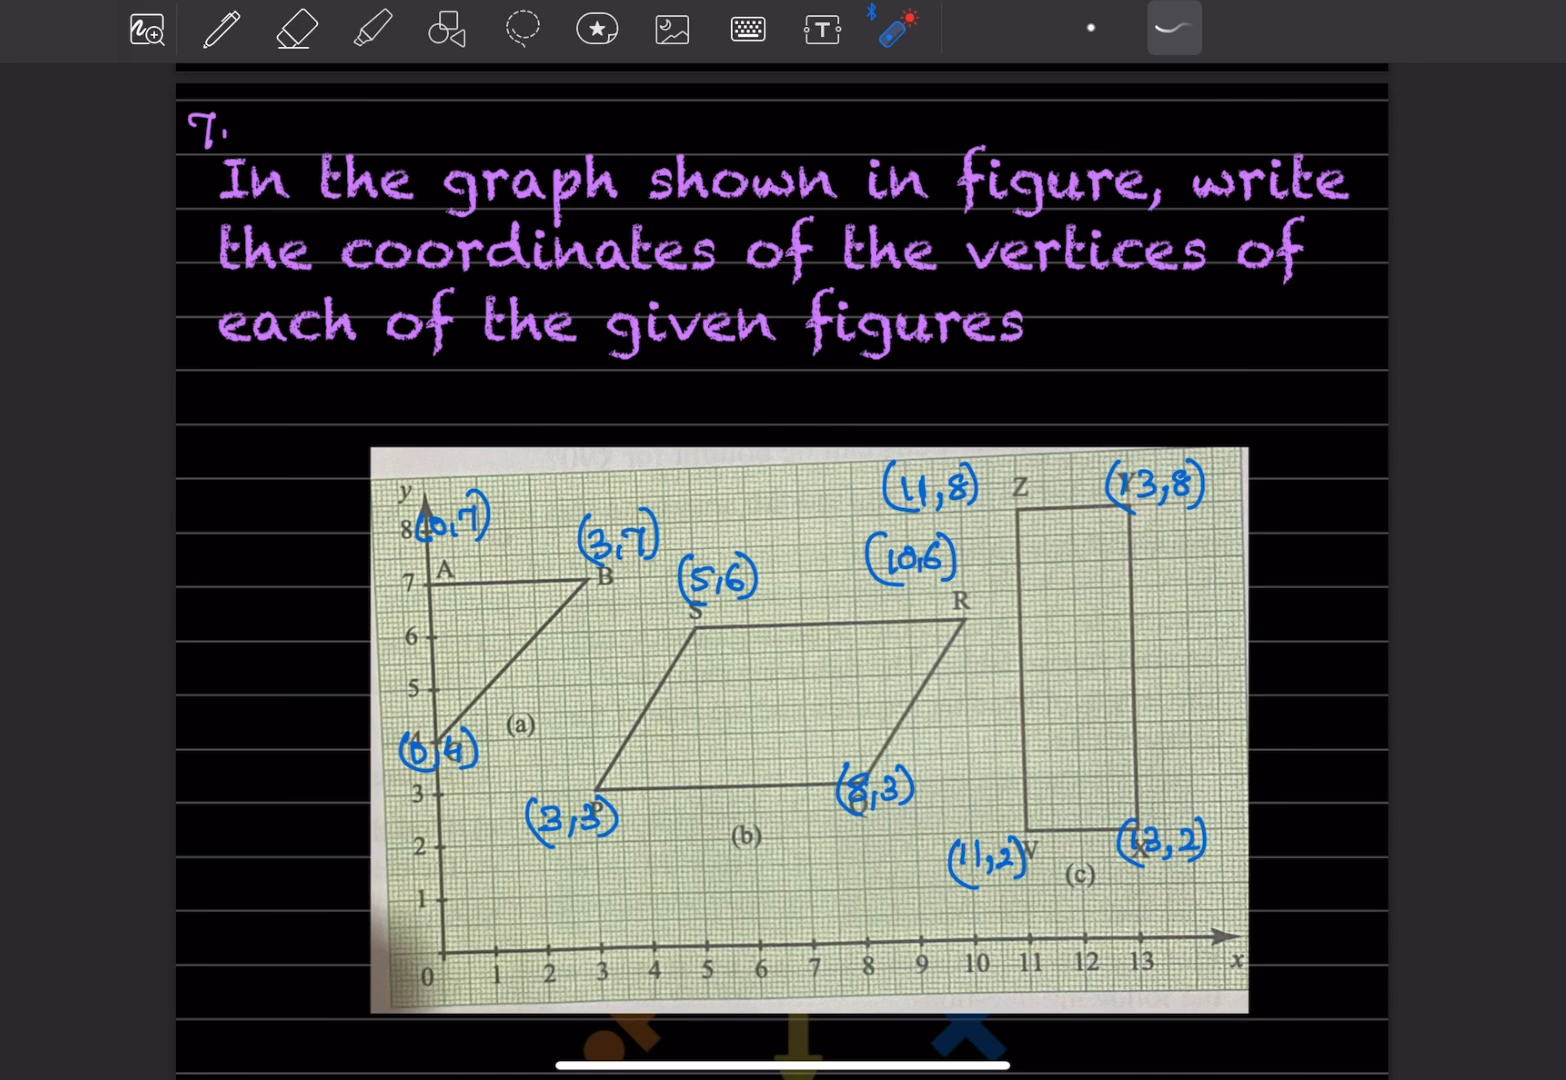 7.
In the graph shown in figure, write
the coordinates of the vertices of
each of the given figures
y
8 (0,7) (3,7) (5,6) (11,8) Z (13,8)
(10,6)
7 A B
S R
6
5
(a)
(0,4)
3 P (3,3) (8,3)
(b)
2 (11,2) (13,2)
(c)
1
0 1 2 3 4 5 6 7 8 9 10 11 12 13 x
T